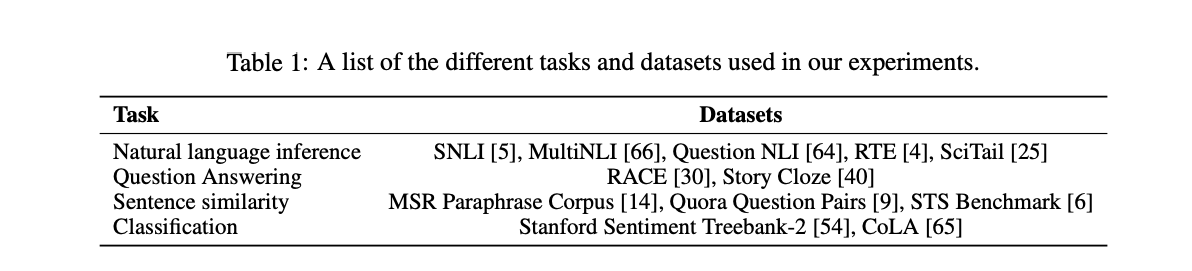 Table 1: A list of the different tasks and datasets used in our experiments.
Task Datasets
Natural language inference SNLI [5], MultiNLI [66], Question NLI [64], RTE [4], SciTail [25]
Question Answering RACE [30], Story Cloze [40]
Sentence similarity MSR Paraphrase Corpus [14], Quora Question Pairs [9], STS Benchmark [6]
Classification Stanford Sentiment Treebank-2 [54], CoLA [65]